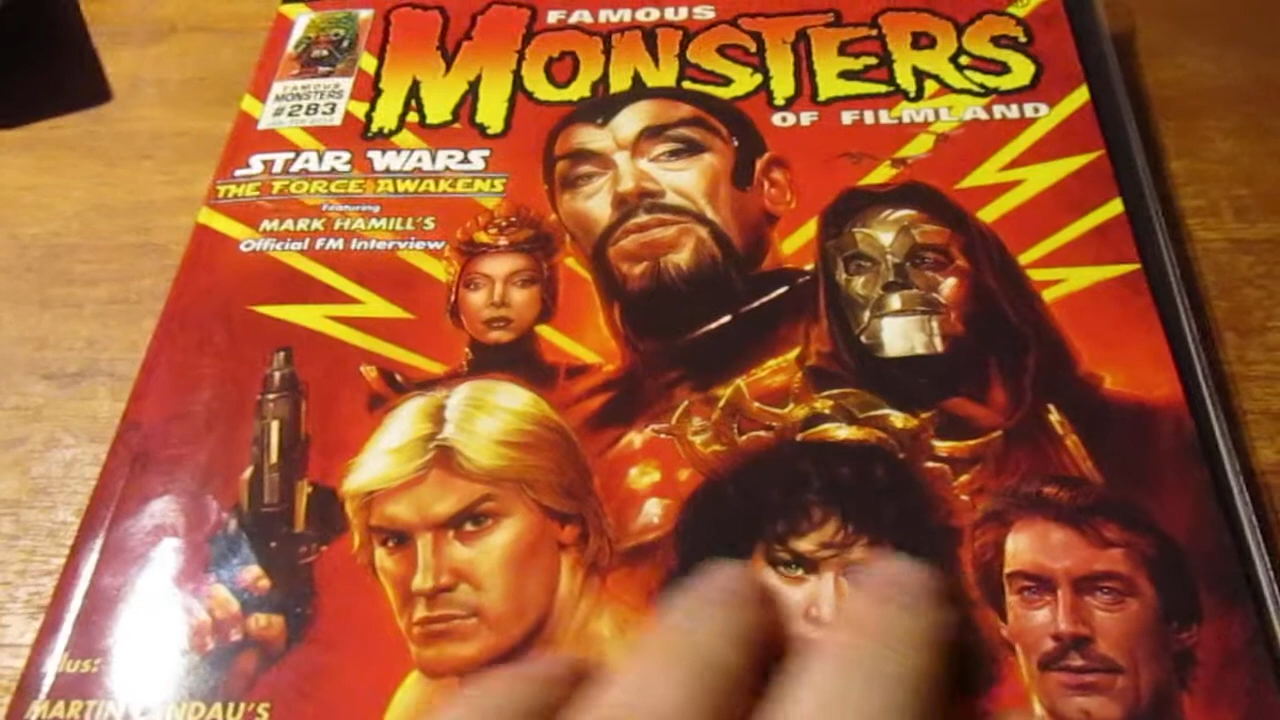 FAMOUS
MONSTERS
OF FILMLAND
FAMOUS
MONSTERS
#283
STAR WARS
THE FORCE AWAKENS
Featuring
MARK HAMILL'S
Official FM Interview
Plus:
MARTIN LANDAU'S